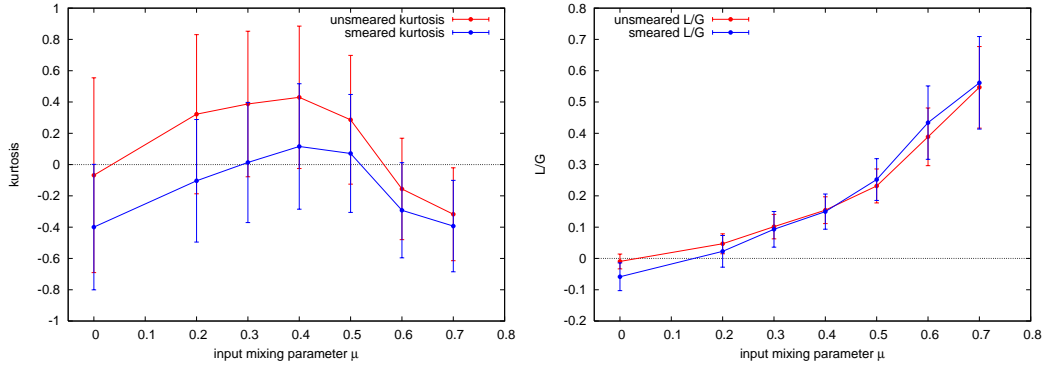 1
0.8
0.6
0.4
0.2
0
-0.2
-0.4
-0.6
-0.8
-1
kurtosis
unsmeared kurtosis
smeared kurtosis
0 0.1 0.2 0.3 0.4 0.5 0.6 0.7 0.8
input mixing parameter μ
0.8
0.7
0.6
0.5
0.4
0.3
0.2
0.1
0
-0.1
-0.2
L/G
unsmeared L/G
smeared L/G
0 0.1 0.2 0.3 0.4 0.5 0.6 0.7 0.8
input mixing parameter μ